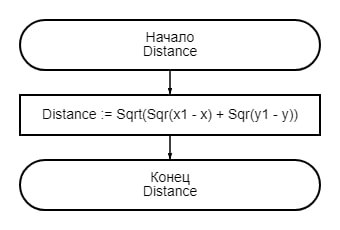 Начало
Distance
Distance := Sqrt(Sqr(x1 - x) + Sqr(y1 - y))
Конец
Distance